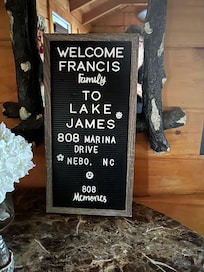 WELCOME
FRANCIS
Family
TO
LAKE
JAMES
808 MARINA
DRIVE
NEBO, NC
808
Memories